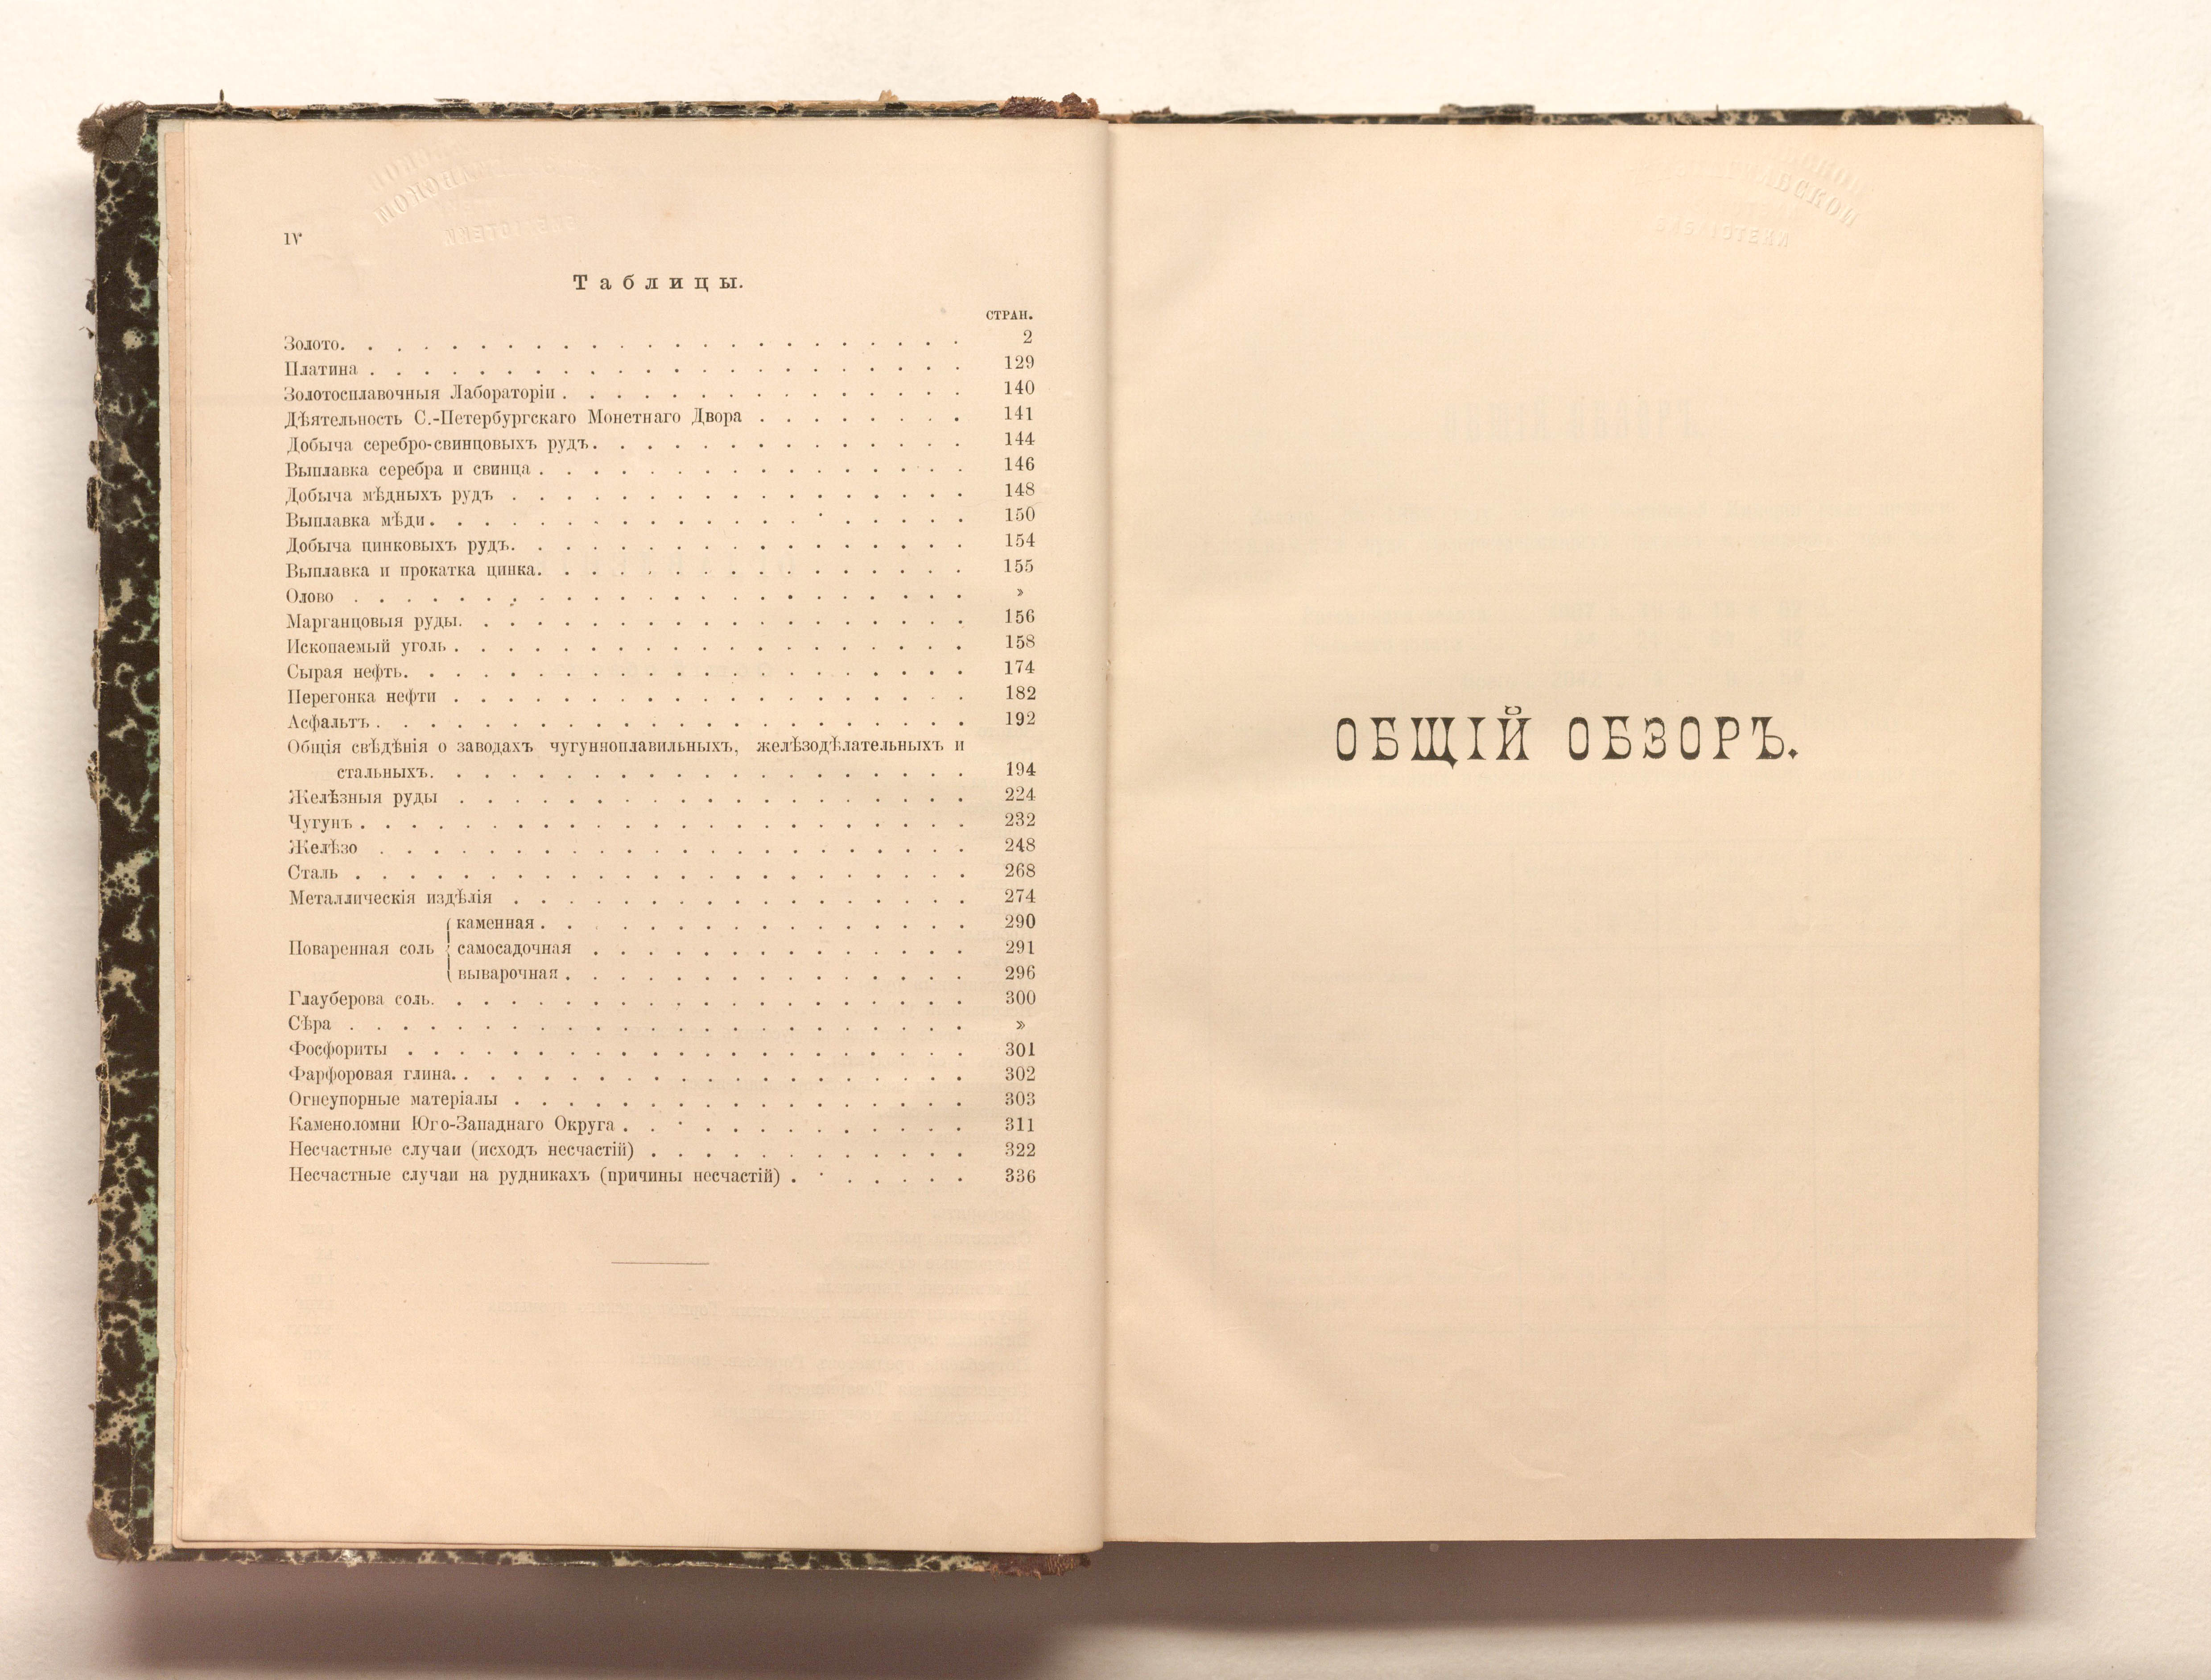 IV
Таблицы.
СТРАН.
Золото. 2
Платина 129
Золотосплавочныя Лабораторіи 140
Дѣятельность С.-Петербургскаго Монетнаго Двора 141
Добыча серебро-свинцовыхъ рудъ. 144
Выплавка серебра и свинца 146
Добыча мѣдныхъ рудъ 148
Выплавка мѣди 150
Добыча цинковыхъ рудъ. 154
Выплавка и прокатка цинка. 155
Олово »
Марганцовыя руды. 156
Ископаемый уголь 158
Сырая нефть. 174
Перегонка нефти 182
Асфальтъ 192
Общія свѣдѣнія о заводахъ чугунноплавильныхъ, желѣзодѣлательныхъ и
стальныхъ. 194
Желѣзныя руды 224
Чугунъ 232
Желѣзо 248
Сталь 268
Металлическія издѣлія 274
каменная 290
Поваренная соль самосадочная 291
выварочная 296
Глауберова соль. 300
Сѣра »
Фосфориты 301
Фарфоровая глина. 302
Огнеупорные матеріалы 303
Каменоломни Юго-Западнаго Округа 311
Несчастные случаи (исходъ несчастій) 322
Несчастные случаи на рудникахъ (причины несчастій) 336
ОБЩІЙ ОБЗОРЪ.